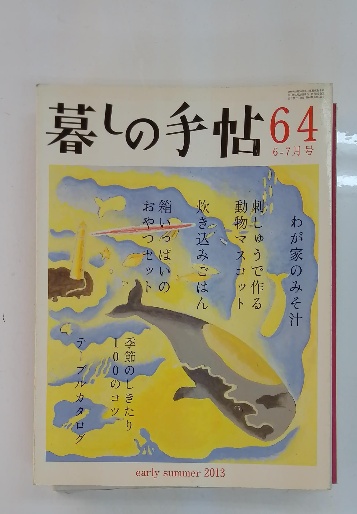 暮しの手帖 64
6-7月号
わが家のみそ汁
刺しゅうで作る
動物マスコット
炊き込みごはん
箱いっぱいの
おやつセット
季節のしきたり
100のコツ
テーブルカタログ
early summer 2013